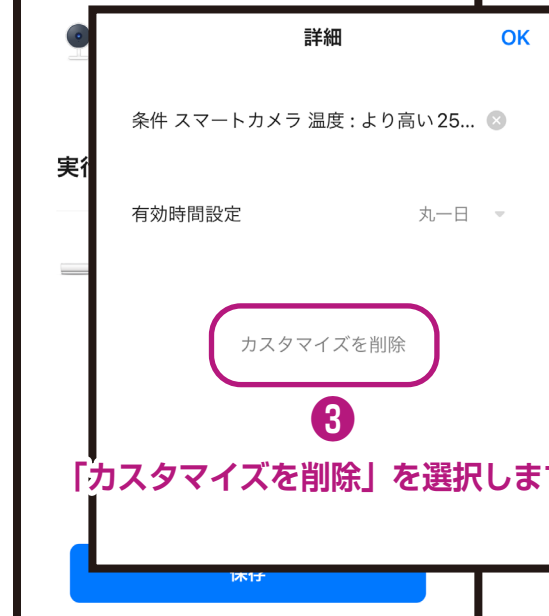 詳細
OK
条件 スマートカメラ 温度 : より高い 25...
実行
有効時間設定
丸一日
カスタマイズを削除
3
「カスタマイズを削除」を選択しま
保存